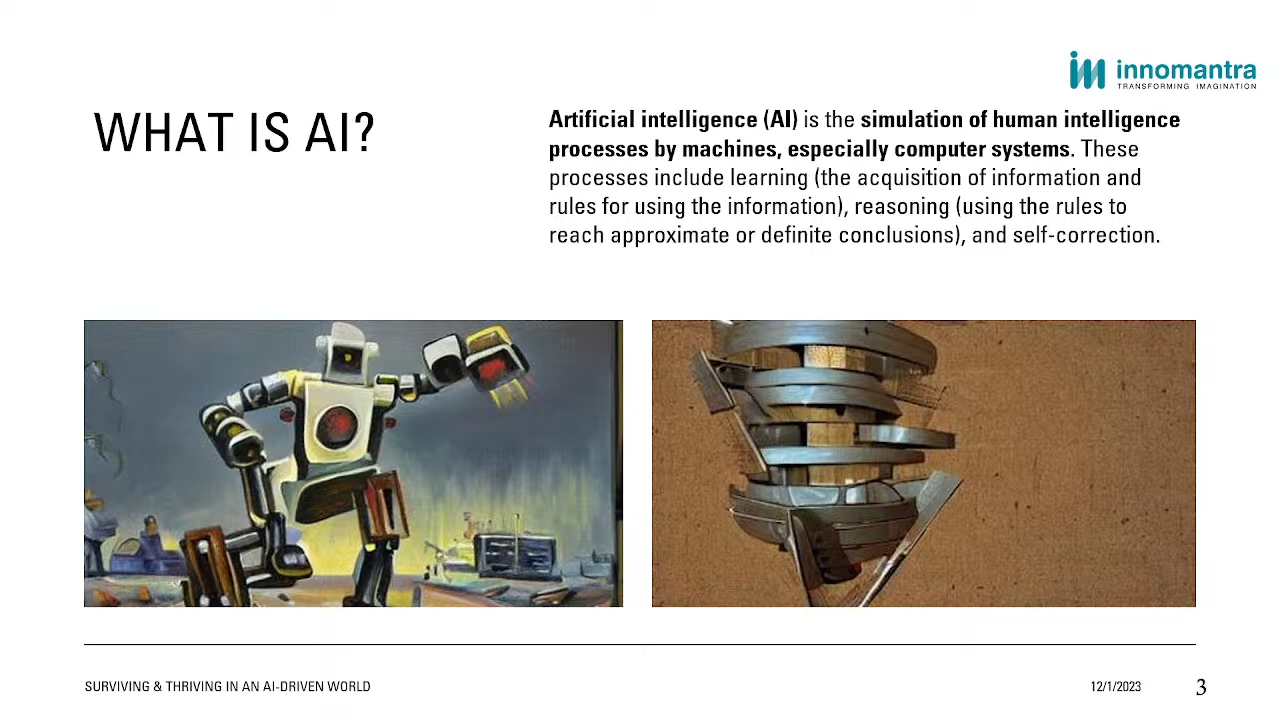 innomantra
TRANSFORMING IMAGINATION
WHAT IS AI?
Artificial intelligence (AI) is the simulation of human intelligence
processes by machines, especially computer systems. These
processes include learning (the acquisition of information and
rules for using the information), reasoning (using the rules to
reach approximate or definite conclusions), and self-correction.
SURVIVING & THRIVING IN AN AI-DRIVEN WORLD
12/1/2023
3